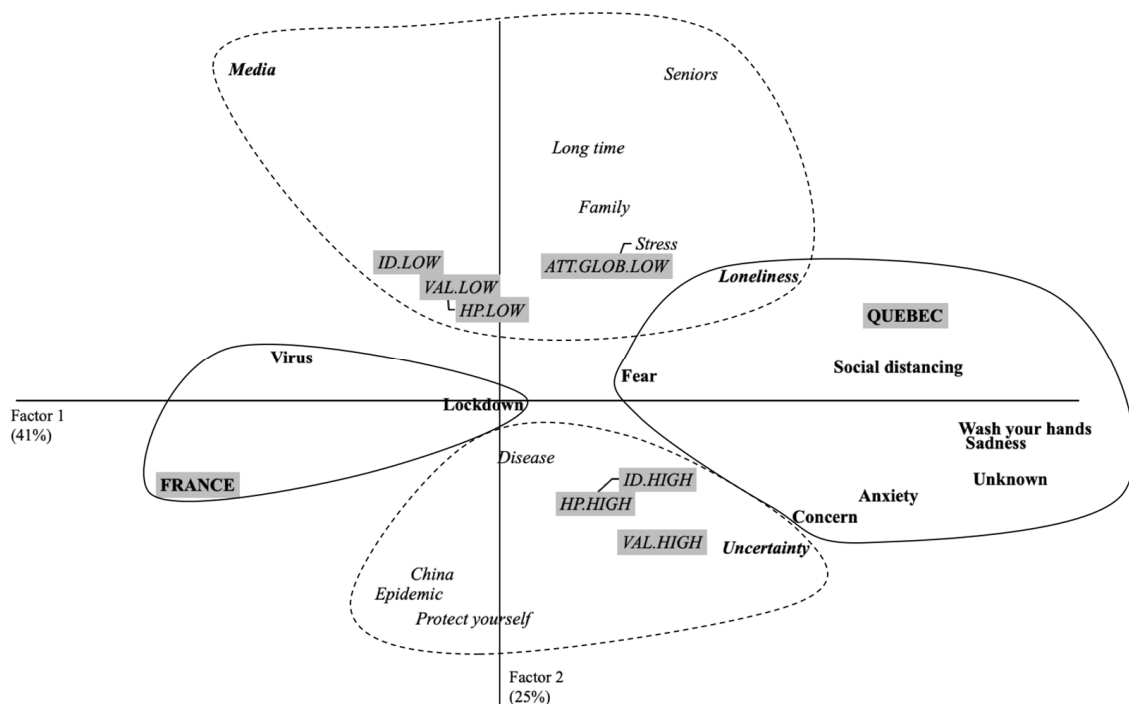 Media
Seniors
Long time
Family
Stress
ID.LOW
ATT.GLOB.LOW
VAL.LOW
Loneliness
HP.LOW
QUEBEC
Virus
Social distancing
Fear
Lockdown
Factor 1
(41%)
Wash your hands
Sadness
Disease
ID.HIGH
Unknown
FRANCE
HP.HIGH
Anxiety
Concern
VAL.HIGH
Uncertainty
China
Epidemic
Protect yourself
Factor 2
(25%)